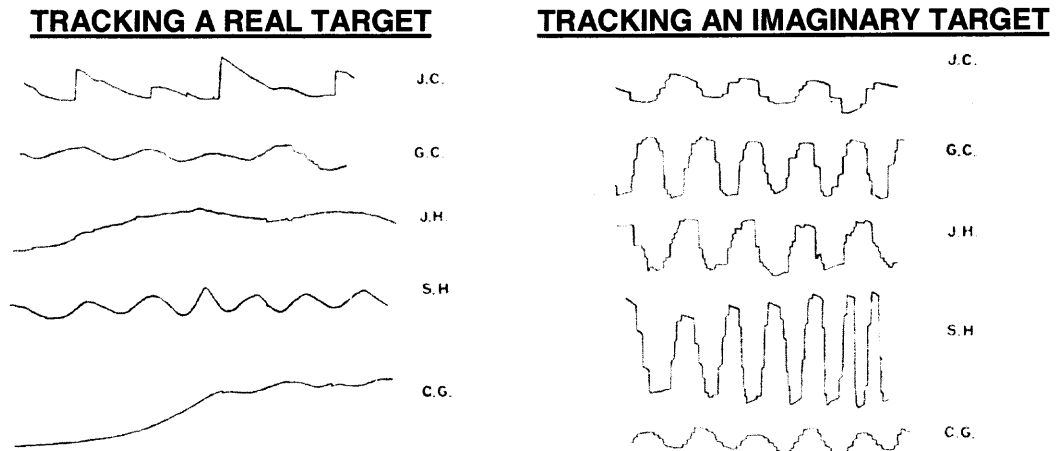 TRACKING A REAL TARGET
J.C.
G.C.
J.H.
S.H
C.G.
TRACKING AN IMAGINARY TARGET
J.C.
G.C.
J.H.
S.H
C.G.